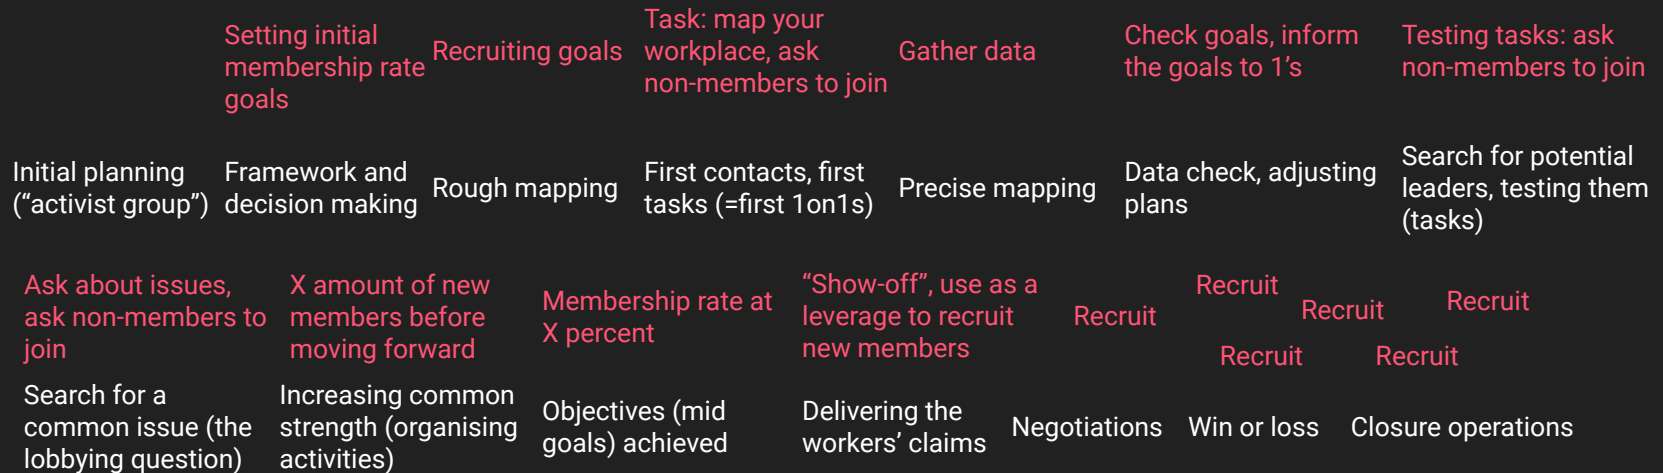 Setting initial
membership rate
goals
Recruiting goals
Task: map your
workplace, ask
non-members to join
Gather data
Check goals, inform
the goals to 1’s
Testing tasks: ask
non-members to join
Initial planning
(“activist group”)
Framework and
decision making
Rough mapping
First contacts, first
tasks (=first 1on1s)
Precise mapping
Data check, adjusting
plans
Search for potential
leaders, testing them
(tasks)
Ask about issues,
ask non-members to
join
X amount of new
members before
moving forward
Membership rate at
X percent
“Show-off”, use as a
leverage to recruit
new members
Recruit
Recruit
Recruit
Recruit
Recruit
Recruit
Search for a
common issue (the
lobbying question)
Increasing common
strength (organising
activities)
Objectives (mid
goals) achieved
Delivering the
workers’ claims
Negotiations
Win or loss
Closure operations